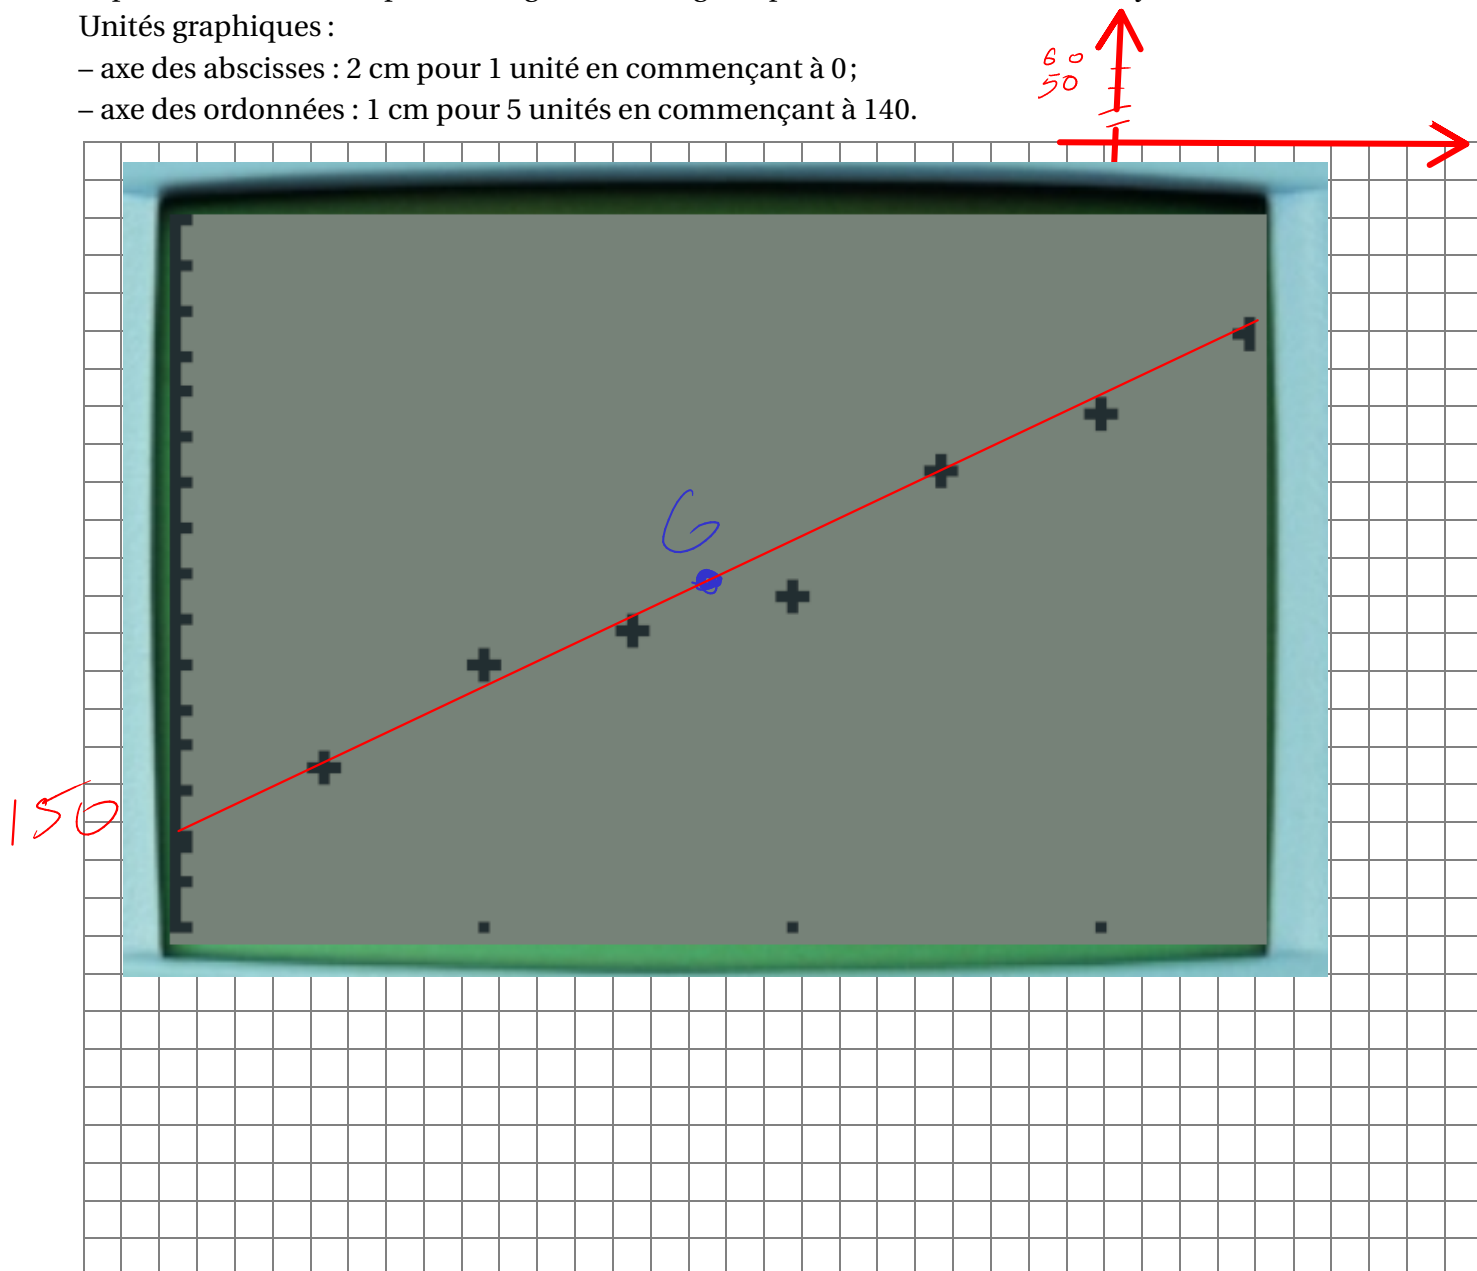 Unités graphiques :
– axe des abscisses : 2 cm pour 1 unité en commençant à 0;
– axe des ordonnées : 1 cm pour 5 unités en commençant à 140.
60
50
G
150